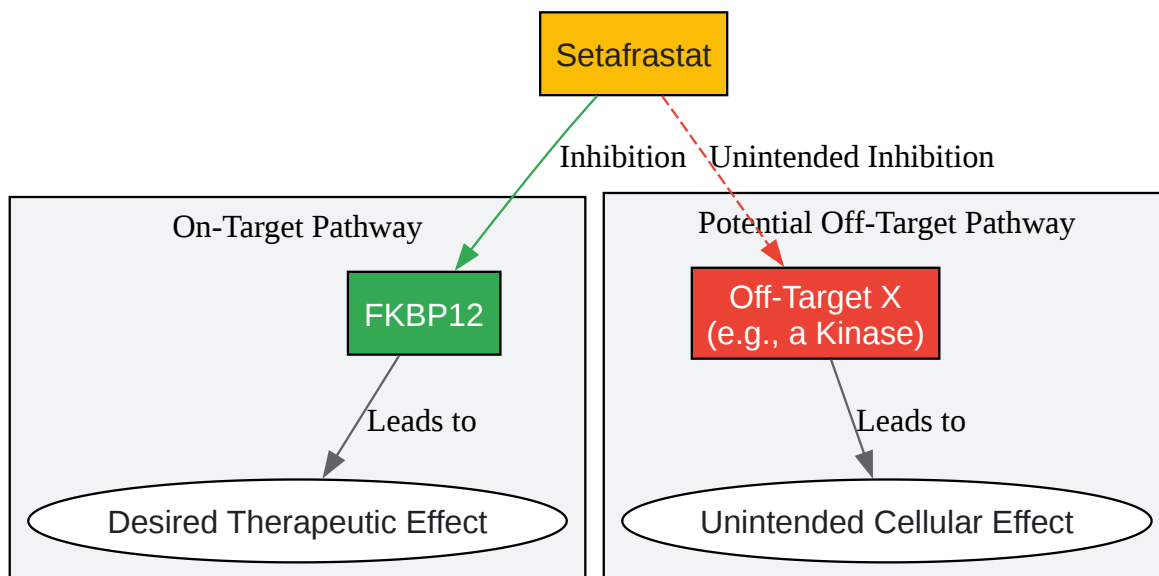 Setafrastat
Inhibition
Unintended Inhibition
On-Target Pathway
Potential Off-Target Pathway
FKBP12
Off-Target X
(e.g., a Kinase)
Leads to
Leads to
Desired Therapeutic Effect
Unintended Cellular Effect